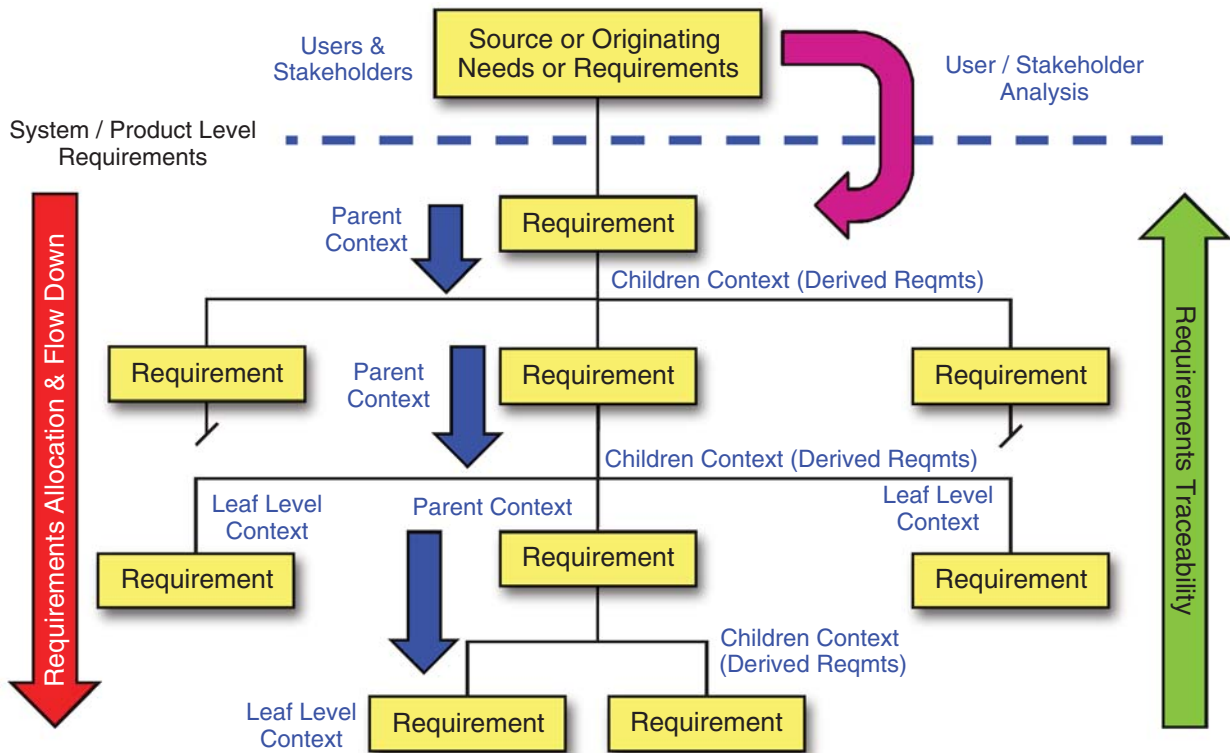 Users &
Stakeholders
Source or Originating
Needs or Requirements
User / Stakeholder
Analysis
System / Product Level
Requirements
Parent
Context
Requirement
Children Context (Derived Reqmts)
Requirement
Parent
Context
Requirement
Requirement
Children Context (Derived Reqmts)
Leaf Level
Context
Parent Context
Leaf Level
Context
Requirement
Requirement
Requirement
Children Context
(Derived Reqmts)
Leaf Level
Context
Requirement
Requirement
Requirements Allocation & Flow Down
Requirements Traceability